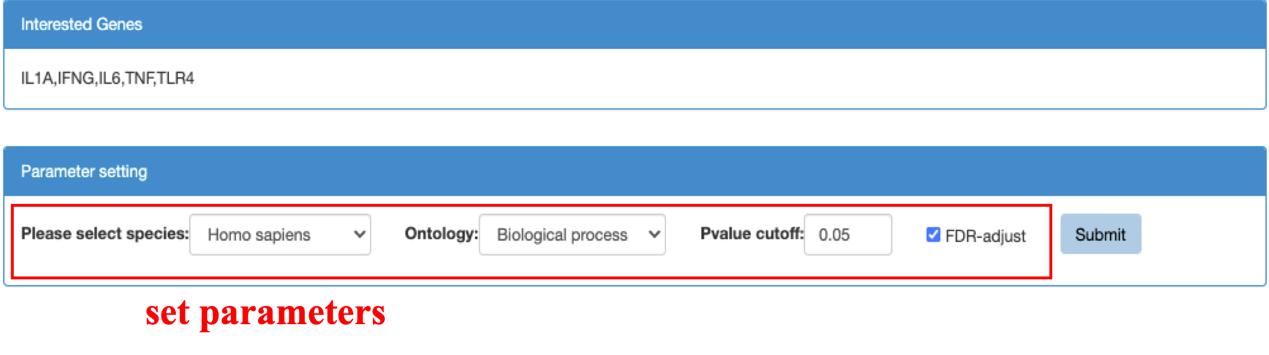 Interested Genes
IL1A,IFNG,IL6,TNF,TLR4
Parameter setting
Please select species: Homo sapiens Ontology: Biological process Pvalue cutoff: 0.05 FDR-adjust Submit
set parameters